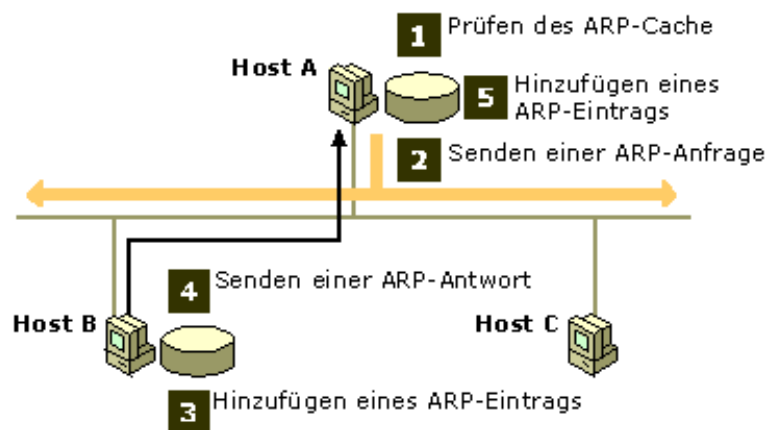 1 Prüfen des ARP-Cache
Host A
5 Hinzufügen eines
ARP-Eintrags
2 Senden einer ARP-Anfrage
4 Senden einer ARP-Antwort
Host B
Host C
3 Hinzufügen eines ARP-Eintrags